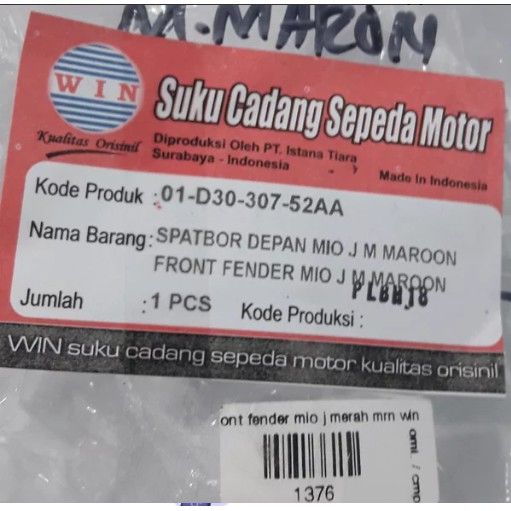 M.MARON
WIN
Kualitas Orisinil
Suku Cadang Sepeda Motor
Diproduksi Oleh PT. Istana Tiara
Surabaya - Indonesia
Made In Indonesia
Kode Produk : 01-D30-307-52AA
Nama Barang : SPATBOR DEPAN MIO J M MAROON
FRONT FENDER MIO J M MAROON
Jumlah : 1 PCS
Kode Produksi :
WIN suku cadang sepeda motor kualitas orisinil
ont fender mio j merah mrn win
1376